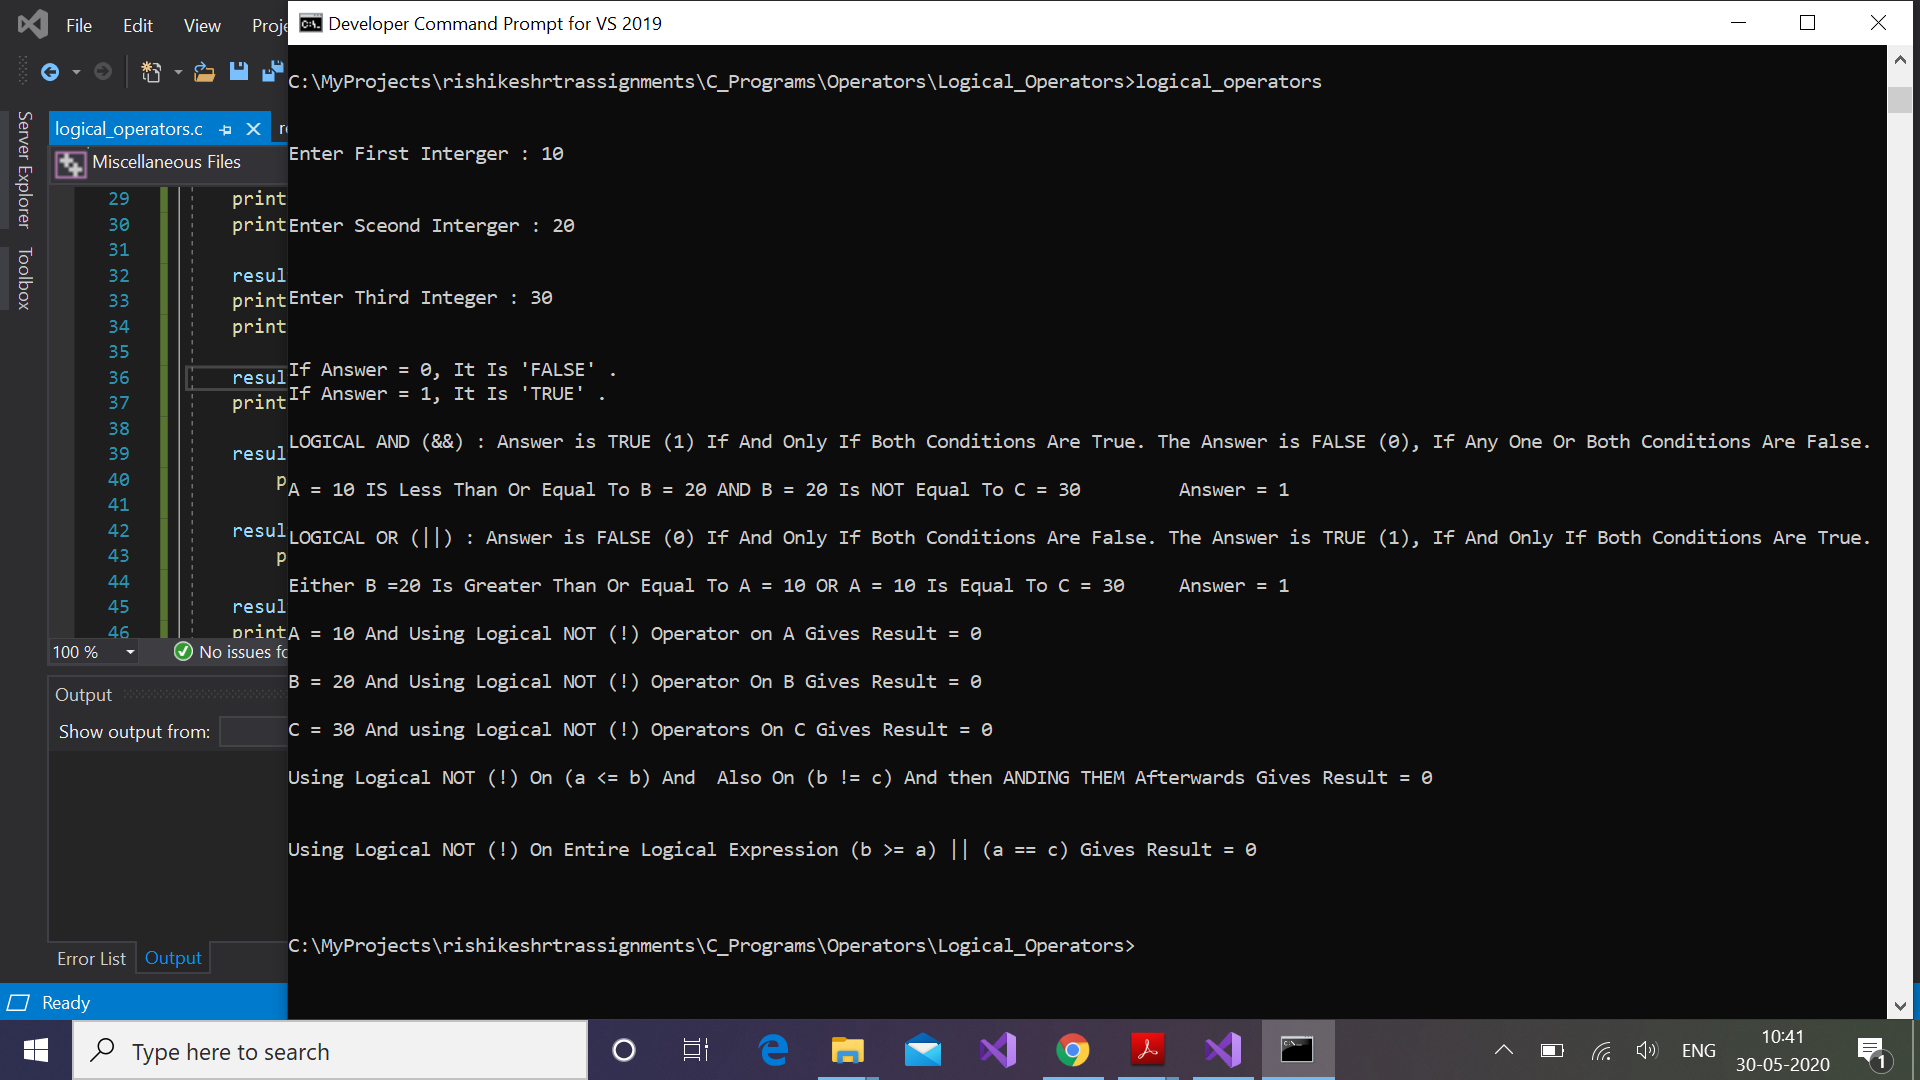 File Edit View Proje
Developer Command Prompt for VS 2019
Server Explorer
Toolbox
logical_operators.c
Miscellaneous Files
29 print
30 print
31
32 resul
33 print
34 print
35
36 resul
37 print
38
39 resul
40 p
41
42 resul
43 p
44
45 resul
46 print
100 % No issues fo
Output
Show output from:
Error List Output
Ready
C:\MyProjects\rishikeshrtrassignments\C_Programs\Operators\Logical_Operators>logical_operators
Enter First Interger : 10
Enter Sceond Interger : 20
Enter Third Integer : 30
If Answer = 0, It Is 'FALSE' .
If Answer = 1, It Is 'TRUE' .
LOGICAL AND (&&) : Answer is TRUE (1) If And Only If Both Conditions Are True. The Answer is FALSE (0), If Any One Or Both Conditions Are False.
A = 10 IS Less Than Or Equal To B = 20 AND B = 20 Is NOT Equal To C = 30 Answer = 1
LOGICAL OR (||) : Answer is FALSE (0) If And Only If Both Conditions Are False. The Answer is TRUE (1), If And Only If Both Conditions Are True.
Either B =20 Is Greater Than Or Equal To A = 10 OR A = 10 Is Equal To C = 30 Answer = 1
A = 10 And Using Logical NOT (!) Operator on A Gives Result = 0
B = 20 And Using Logical NOT (!) Operator On B Gives Result = 0
C = 30 And using Logical NOT (!) Operators On C Gives Result = 0
Using Logical NOT (!) On (a <= b) And  Also On (b != c) And then ANDING THEM Afterwards Gives Result = 0
Using Logical NOT (!) On Entire Logical Expression (b >= a) || (a == c) Gives Result = 0
C:\MyProjects\rishikeshrtrassignments\C_Programs\Operators\Logical_Operators>
Type here to search
ENG
10:41
30-05-2020
1